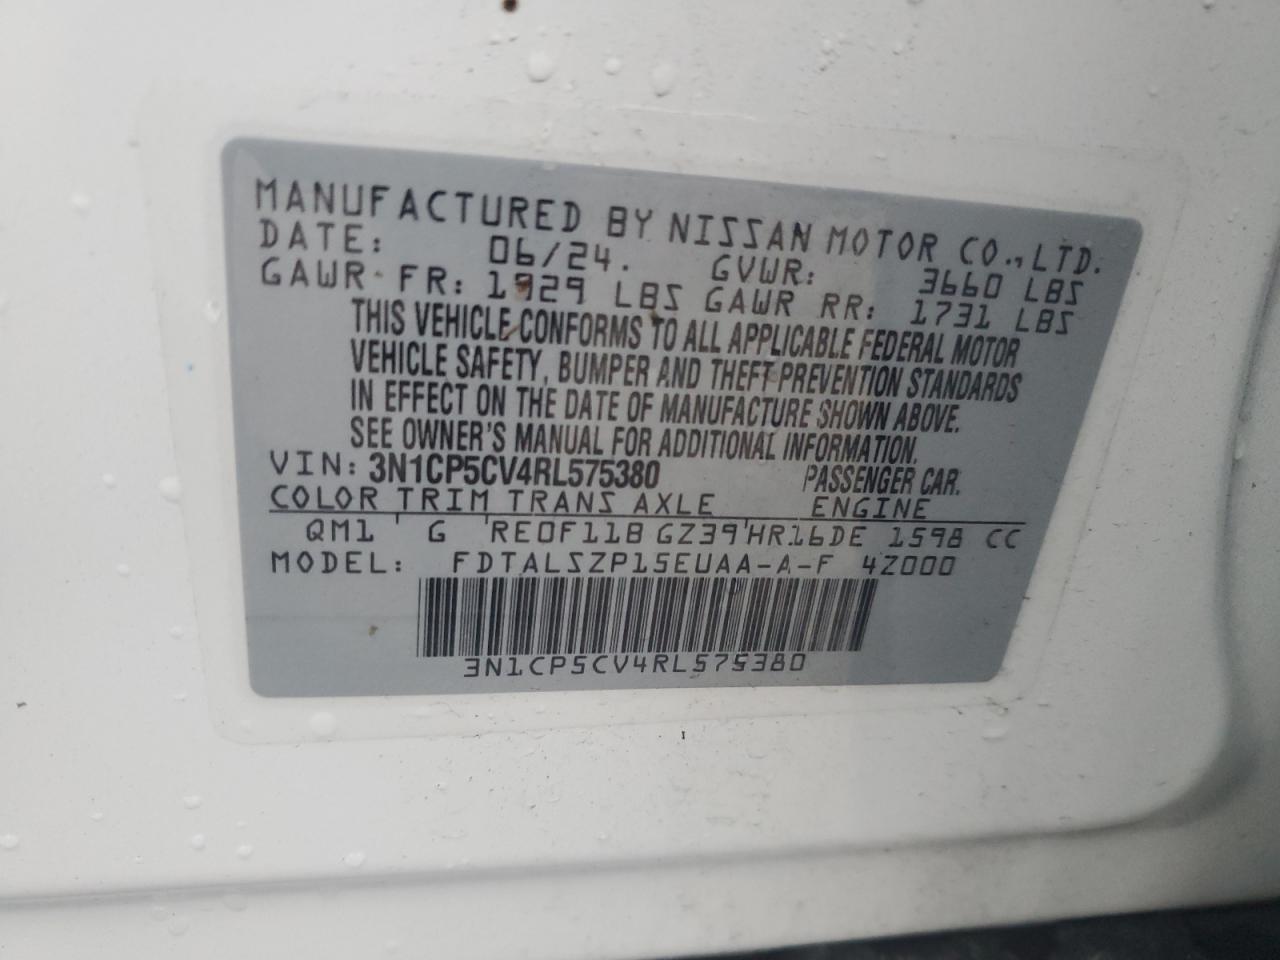 MANUFACTURED BY NISSAN MOTOR CO., LTD.
DATE: 06/24. GVWR: 3660 LBS
GAWR FR: 1929 LBS GAWR RR: 1731 LBS
THIS VEHICLE CONFORMS TO ALL APPLICABLE FEDERAL MOTOR
VEHICLE SAFETY, BUMPER AND THEFT PREVENTION STANDARDS
IN EFFECT ON THE DATE OF MANUFACTURE SHOWN ABOVE.
SEE OWNER'S MANUAL FOR ADDITIONAL INFORMATION.
VIN: 3N1CP5CV4RL575380 PASSENGER CAR.
COLOR TRIM TRANS AXLE ENGINE
QM1 ' G 'RE0F11B GZ39'HR16DE 1598 CC
MODEL: FDTALSZP15EUAA-A-F 4Z000
3N1CP5CV4RL575380